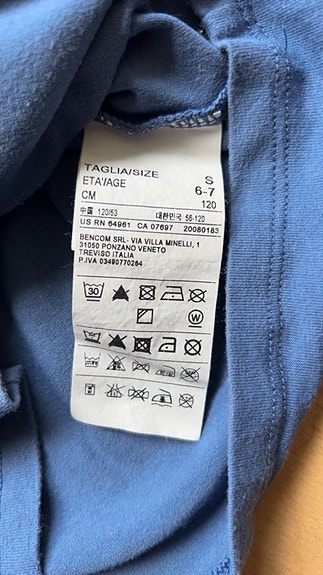 TAGLIA/SIZE S
ETA'/AGE 6-7
CM 120
中国 120/53 대한민국 56-120
US RN 64961 CA 07697 20080183
BENCOM SRL- VIA VILLA MINELLI, 1
31050 PONZANO VENETO
TREVISO ITALIA
P.IVA 03490770264
30
W